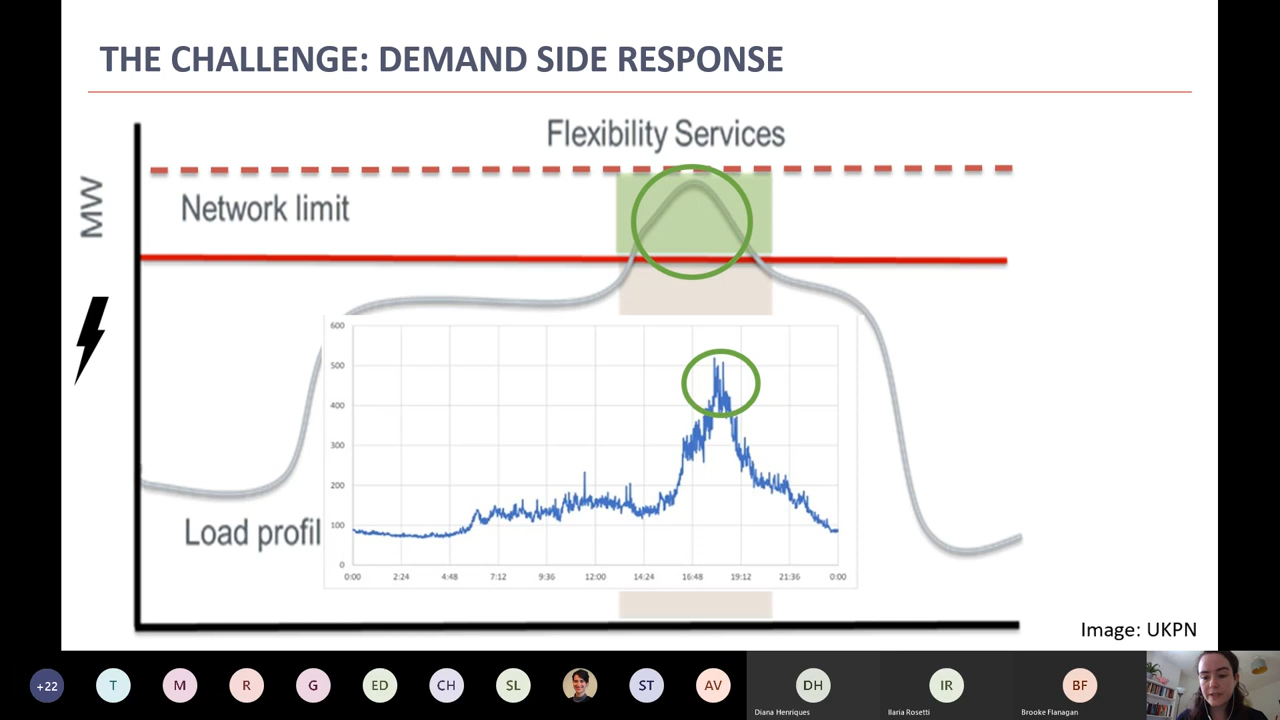 THE CHALLENGE: DEMAND SIDE RESPONSE
Flexibility Services
MW
Network limit
600
500
400
300
200
100
0
0:00 2:24 4:48 7:12 9:36 12:00 14:24 16:48 19:12 21:36 0:00
Load profil
Image: UKPN
+22 T M R G ED CH SL ST AV DH IR BF
Diana Henriques Ilaria Rosetti Brooke Flanagan